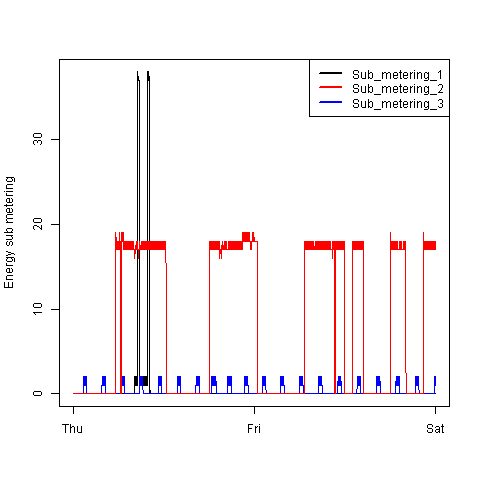 Sub_metering_1
Sub_metering_2
Sub_metering_3
Energy sub metering
30
20
10
0
Thu Fri Sat